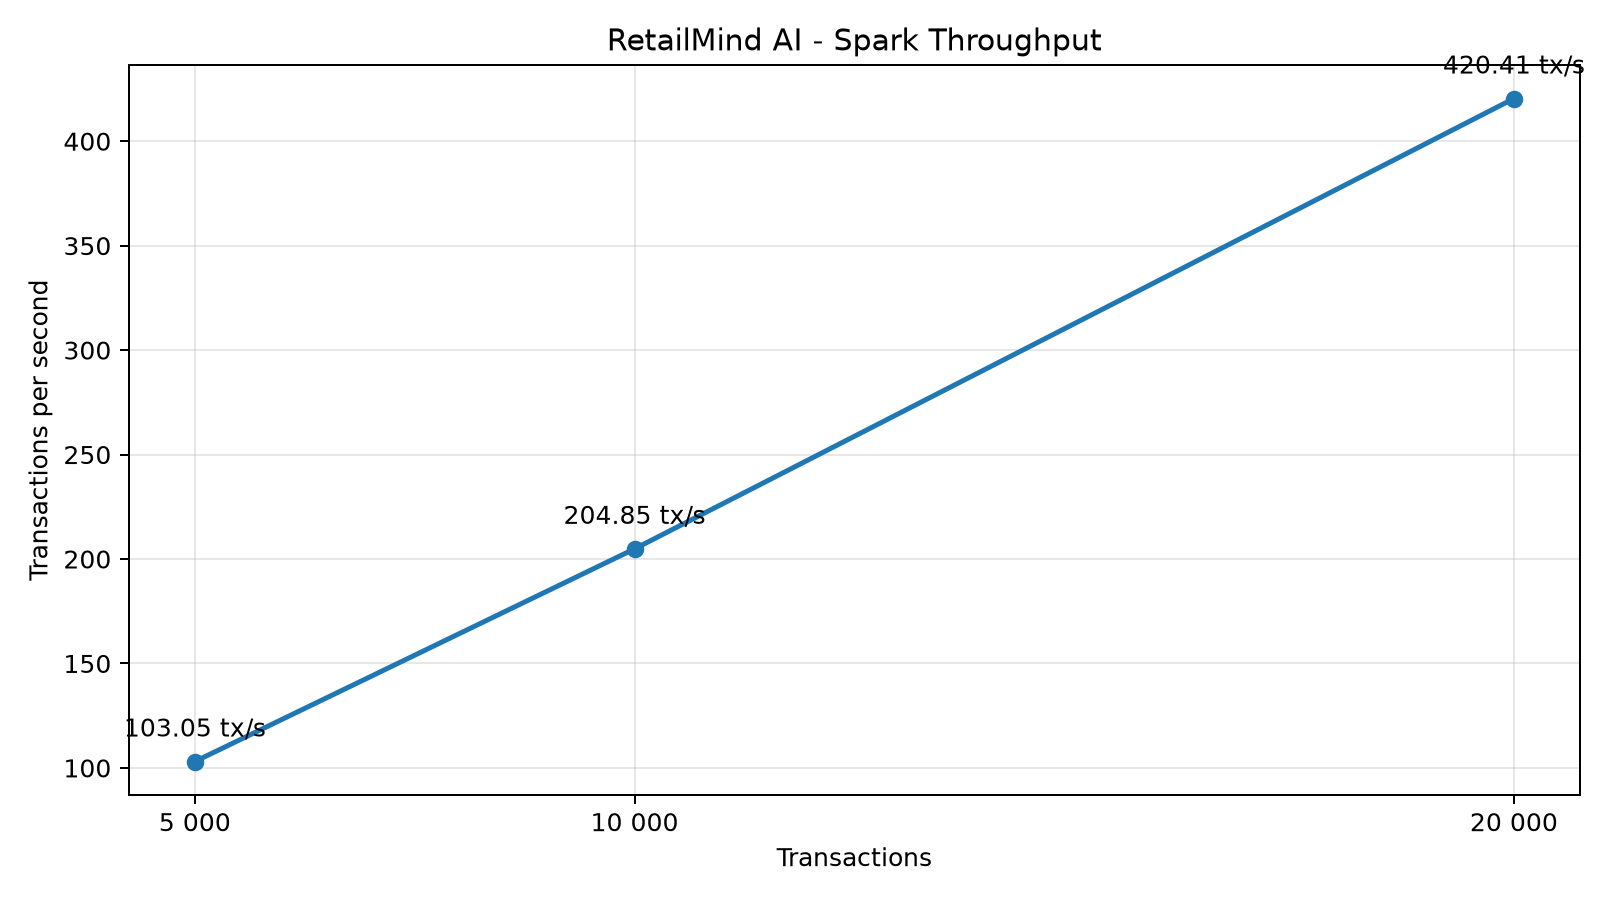 RetailMind AI - Spark Throughput
420.41 tx/s
400
350
300
250
204.85 tx/s
200
150
103.05 tx/s
100
Transactions per second
5 000
10 000
20 000
Transactions